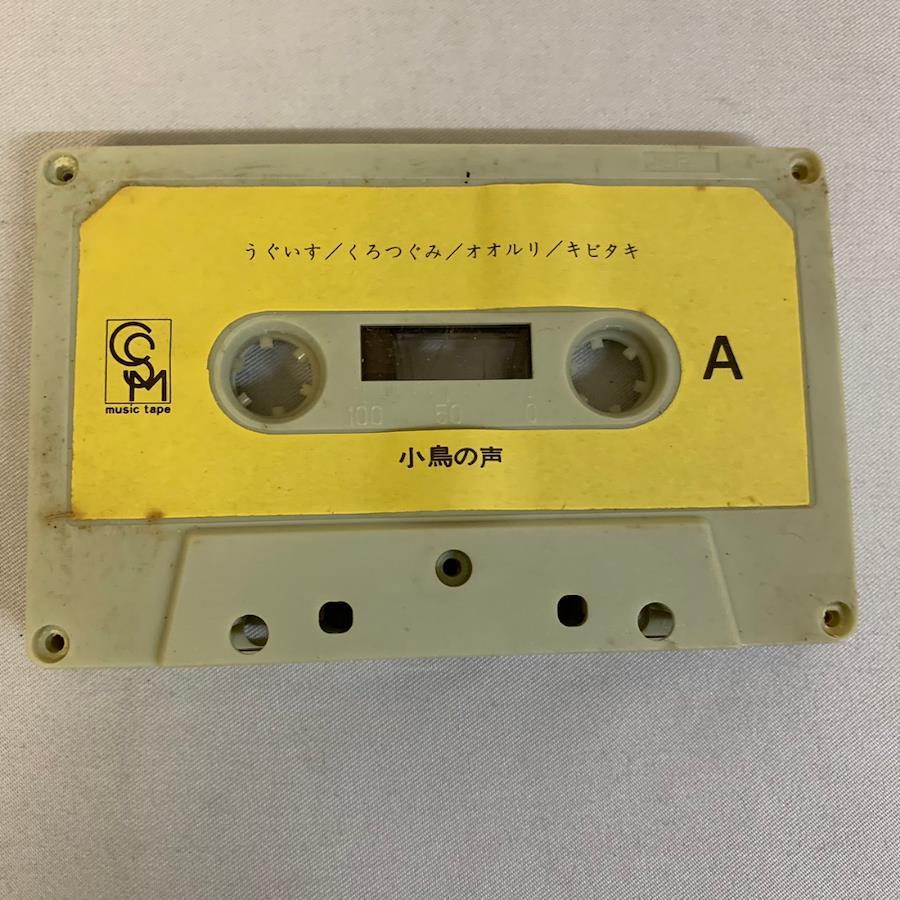 うぐいす／くろつぐみ／オオルリ／キビタキ
CSM
music tape
A
100 50 0
小鳥の声